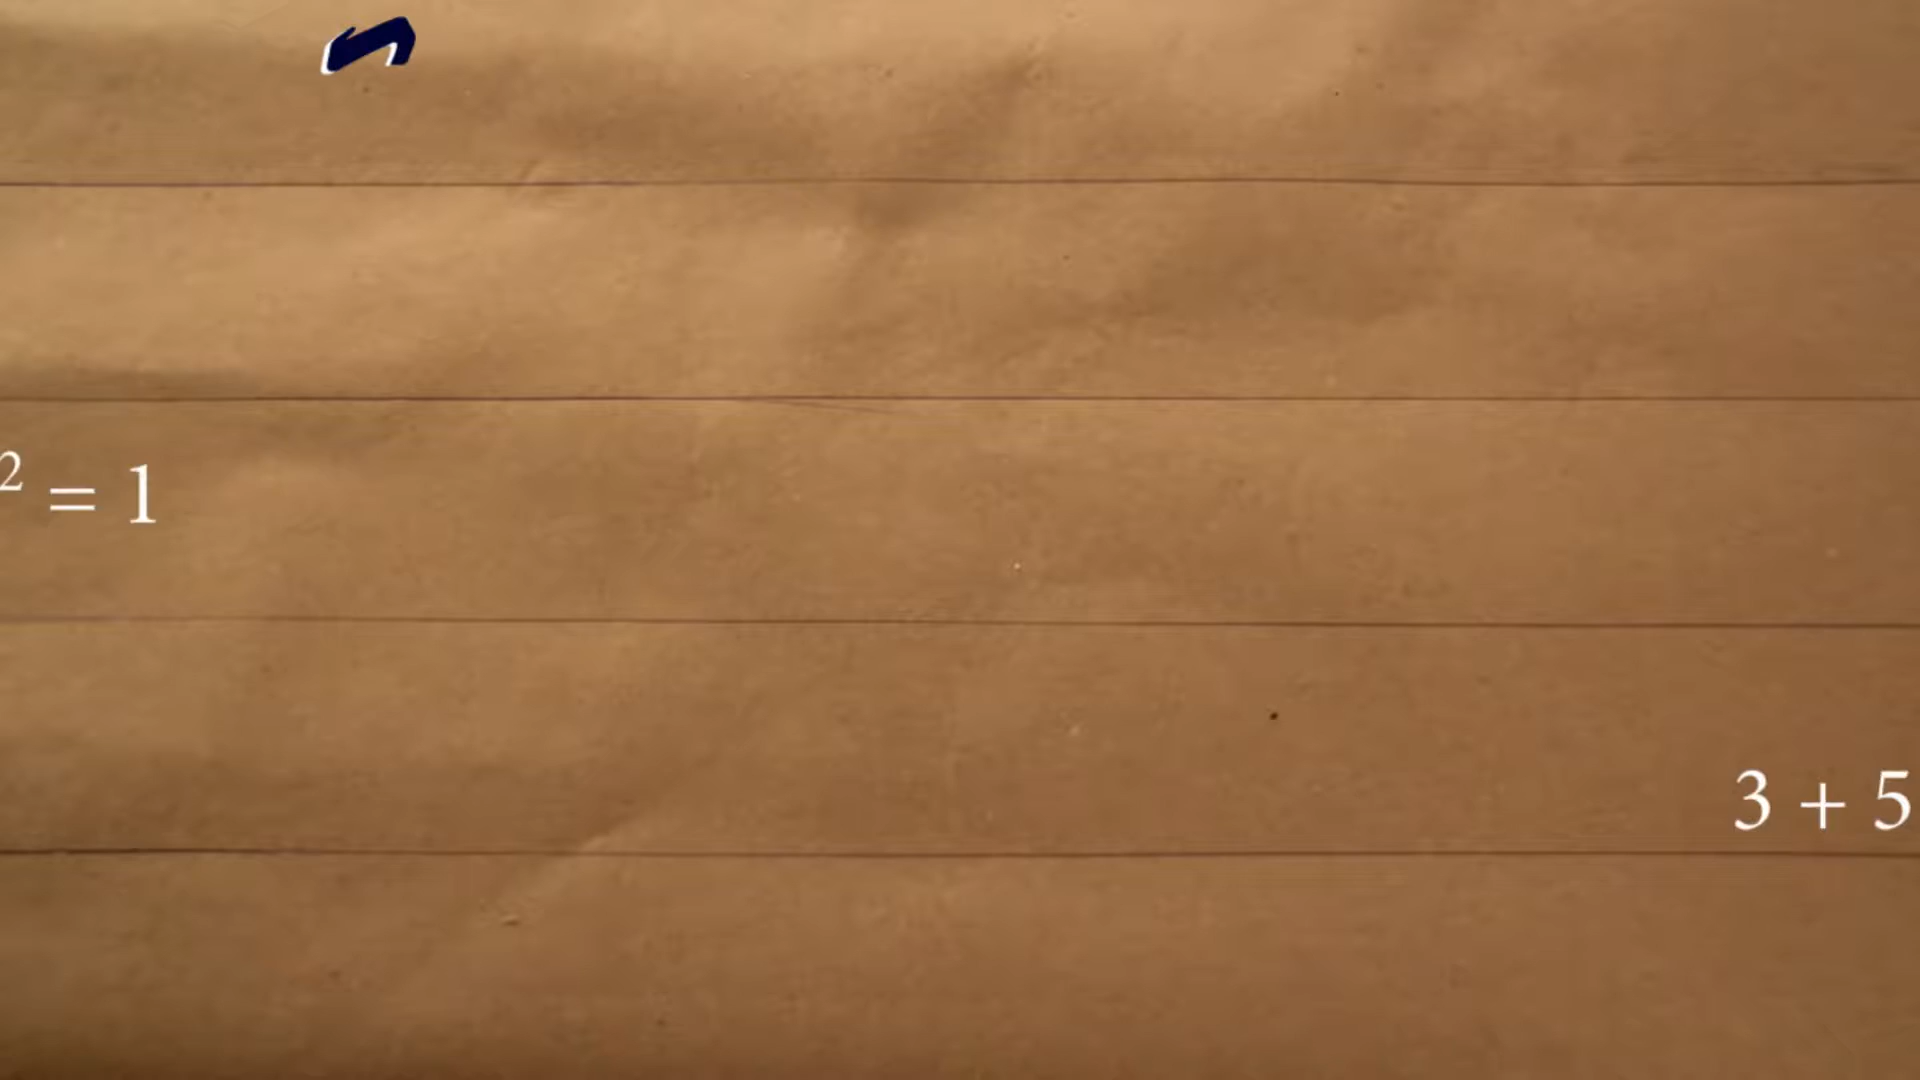 ² = 1
3 + 5